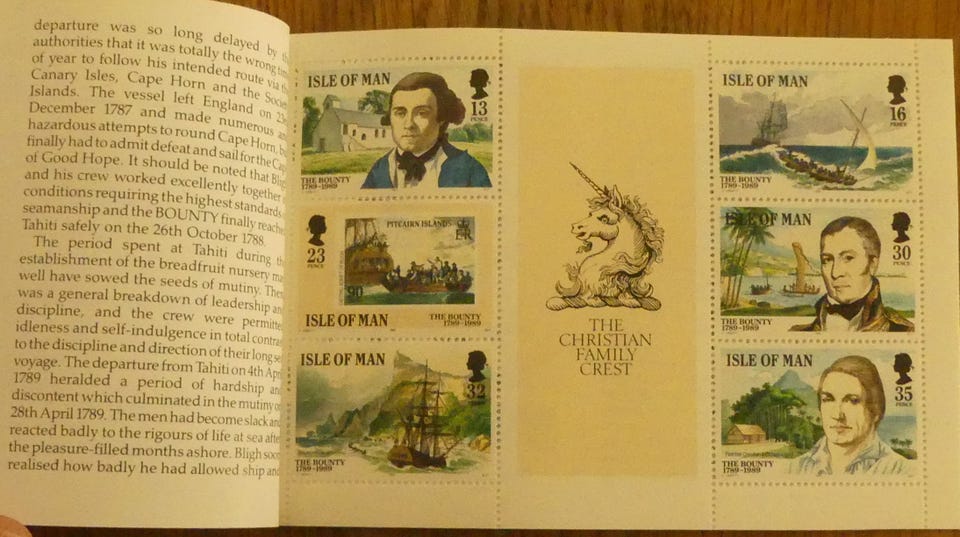 departure was so long delayed by
authorities that it was totally the wrong
of year to follow his intended route via
Canary Isles, Cape Horn and the
Islands. The vessel left England on
December 1787 and made numerous
hazardous attempts to round Cape Horn,
finally had to admit defeat and sail for the
of Good Hope. It should be noted that
and his crew worked excellently together
conditions requiring the highest standards
seamanship and the BOUNTY finally
Tahiti safely on the 26th October 1788.
The period spent at Tahiti during
establishment of the breadfruit nursery
well have sowed the seeds of mutiny.
was a general breakdown of leadership
discipline, and the crew were
idleness and self-indulgence in total
to the discipline and direction of their long
voyage. The departure from Tahiti on 4th
1789 heralded a period of hardship
discontent which culminated in the mutiny
28th April 1789. The men had become slack
reacted badly to the rigours of life at sea
the pleasure-filled months ashore. Bligh
realised how badly he had allowed ship
ISLE OF MAN
13
PENCE
THE BOUNTY
1789-1989
23
PENCE
PITCAIRN ISLANDS
ER
90
ISLE OF MAN
THE BOUNTY
1789-1989
ISLE OF MAN
32
PENCE
THE BOUNTY
1789-1989
THE
CHRISTIAN
FAMILY
CREST
ISLE OF MAN
16
PENCE
THE BOUNTY
1789-1989
ISLE OF MAN
30
PENCE
THE BOUNTY
1789-1989
ISLE OF MAN
35
PENCE
THE BOUNTY
1789-1989